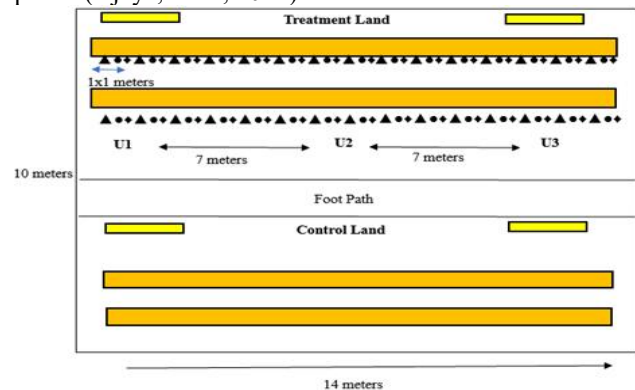 Treatment Land
1x1 meters
U1
U2
U3
7 meters
7 meters
10 meters
Foot Path
Control Land
14 meters